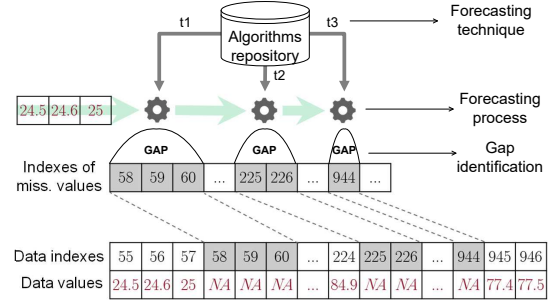 t1
Algorithms
repository
t3
t2
Forecasting
technique
24.5 24.6 25
Forecasting
process
GAP GAP GAP
Gap
identification
Indexes of
miss. values
58 59 60 ... 225 226 ... 944 ...
Data indexes 55 56 57 58 59 60 ... 224 225 226 ... 944 945 946
Data values 24.5 24.6 25 NA NA NA ... 84.9 NA NA ... NA 77.4 77.5